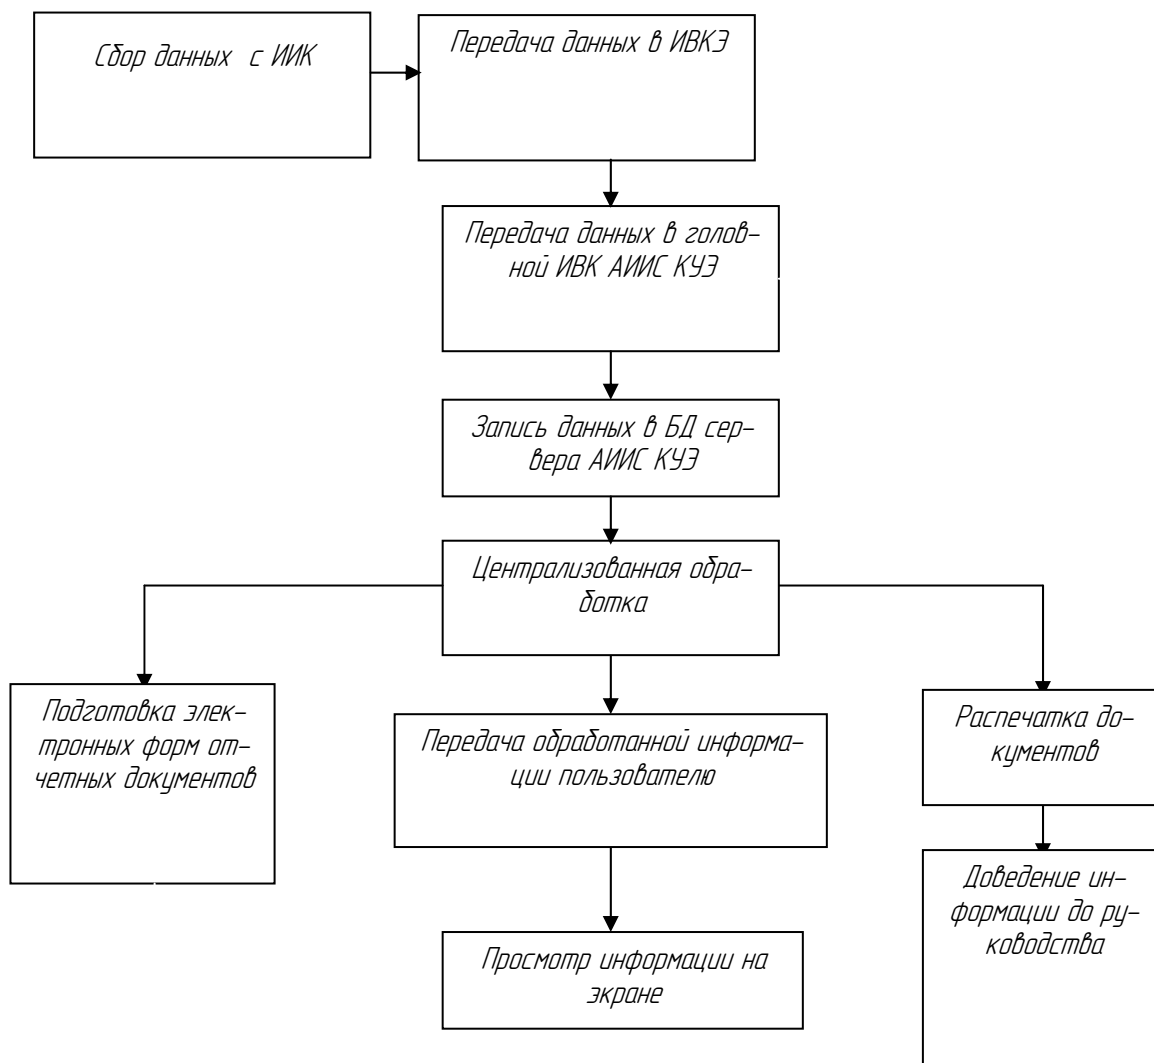 Сбор данных с ИИК
Передача данных в ИВКЭ
Передача данных в голов-
ной ИВК АИИС КУЭ
Запись данных в БД сер-
вера АИИС КУЭ
Централизованная обра-
ботка
Подготовка элек-
тронных форм от-
четных документов
Передача обработанной информа-
ции пользователю
Распечатка до-
кументов
Просмотр информации на
экране
Доведение ин-
формации до ру-
ководства